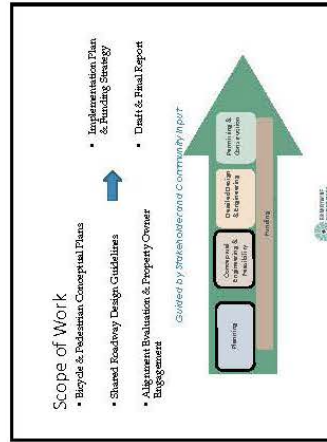 Scope of Work
• Bicycle & Pedestrian Conceptual Plans
• Shared Roadway Design Guidelines
• Alignment Evaluation & Property Owner
Engagement
• Implementation Plan
& Funding Strategy
• Draft & Final Report
Guided by Stakeholder and Community Input
Planning
Conceptual
Engineering &
Feasibility
Detailed Design
& Engineering
Permitting &
Construction
Funding